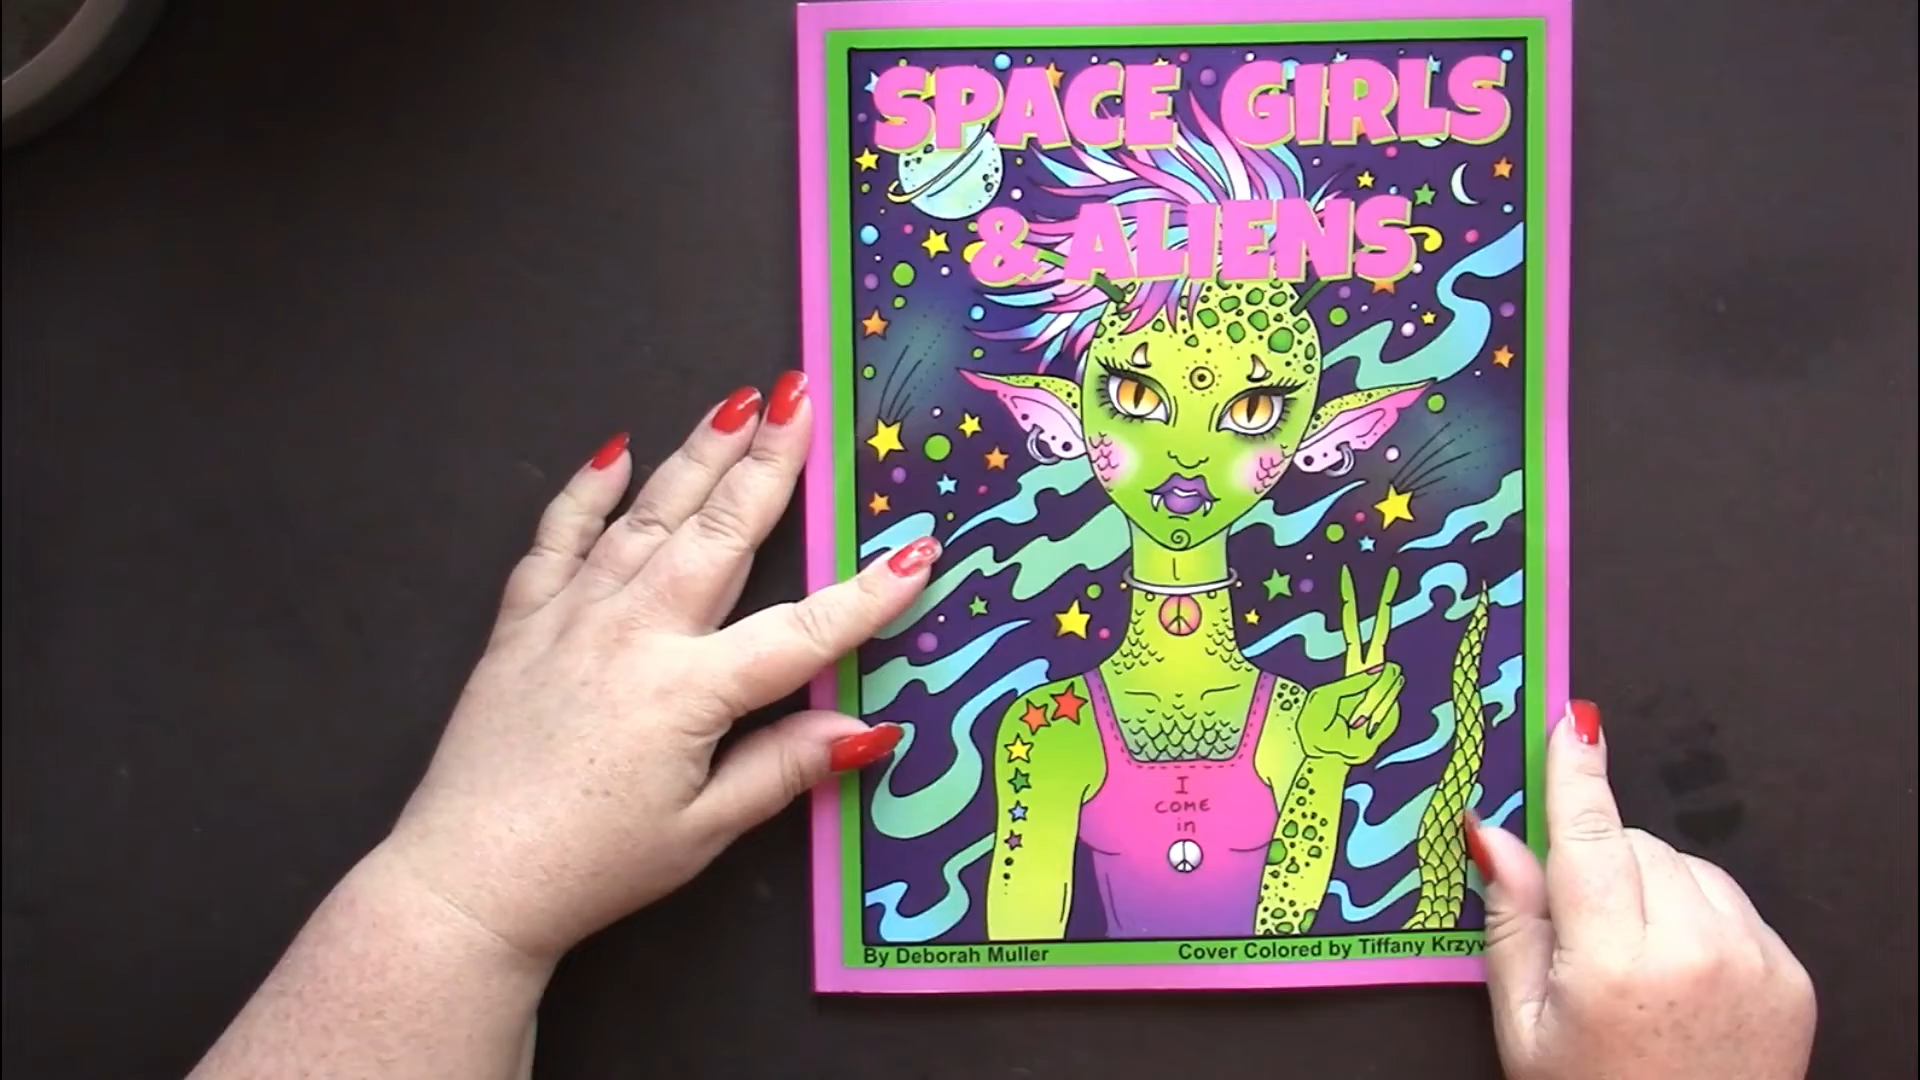 SPACE GIRLS
& ALIENS
I
COME
in
By Deborah Muller
Cover Colored by Tiffany